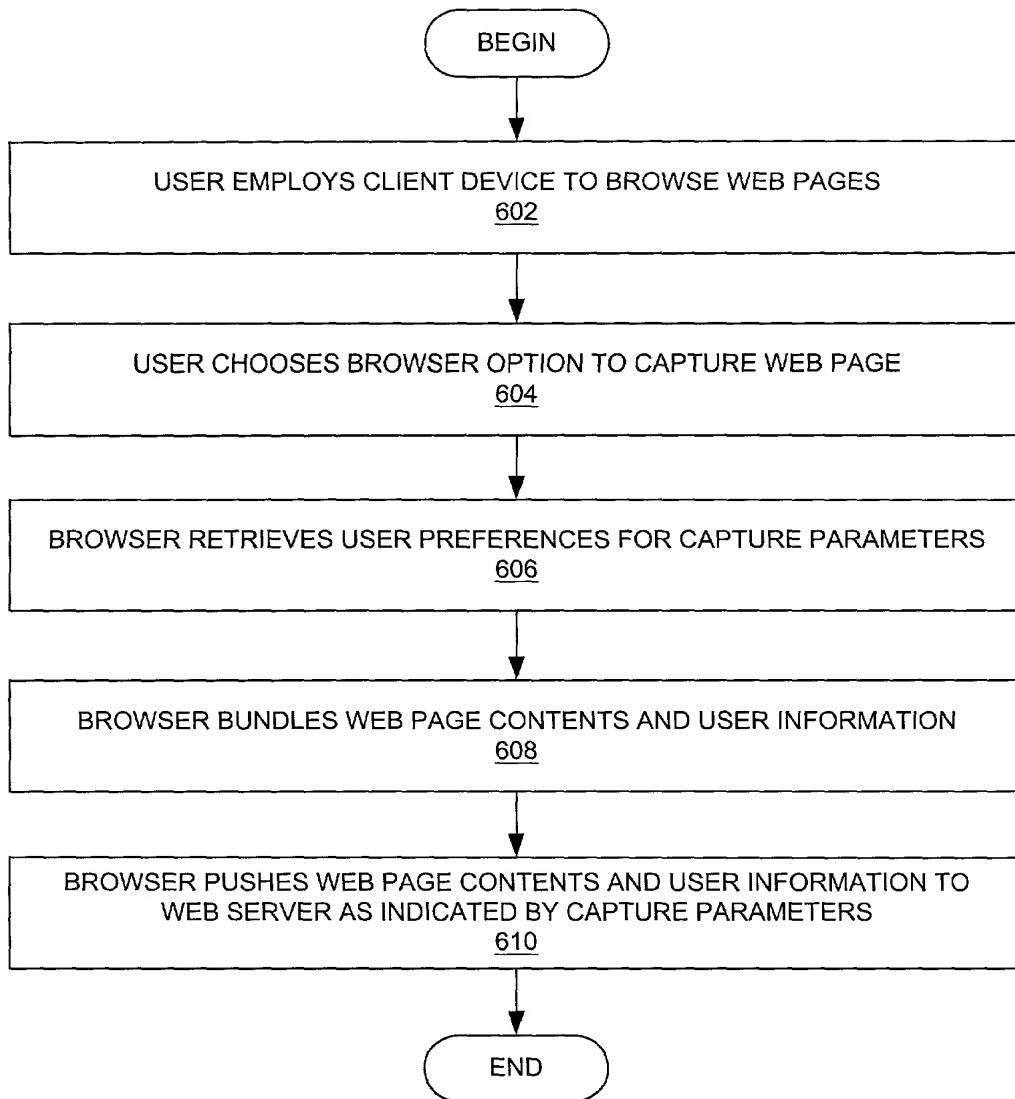 BEGIN
USER EMPLOYS CLIENT DEVICE TO BROWSE WEB PAGES
602
USER CHOOSES BROWSER OPTION TO CAPTURE WEB PAGE
604
BROWSER RETRIEVES USER PREFERENCES FOR CAPTURE PARAMETERS
606
BROWSER BUNDLES WEB PAGE CONTENTS AND USER INFORMATION
608
BROWSER PUSHES WEB PAGE CONTENTS AND USER INFORMATION TO
WEB SERVER AS INDICATED BY CAPTURE PARAMETERS
610
END